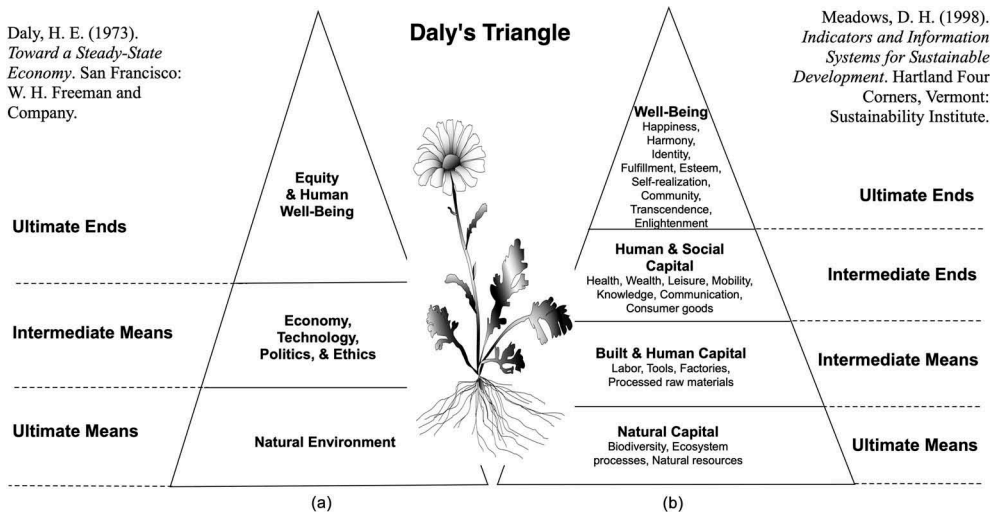 Daly's Triangle
Daly, H. E. (1973).
Toward a Steady-State
Economy. San Francisco:
W. H. Freeman and
Company.
Equity
& Human
Well-Being
Ultimate Ends
Economy,
Technology,
Politics, & Ethics
Intermediate Means
Natural Environment
Ultimate Means
(a)
Meadows, D. H. (1998).
Indicators and Information
Systems for Sustainable
Development. Hartland Four
Corners, Vermont:
Sustainability Institute.
Well-Being
Happiness,
Harmony,
Identity,
Fulfillment, Esteem,
Self-realization,
Community,
Transcendence,
Enlightenment
Ultimate Ends
Human & Social
Capital
Health, Wealth, Leisure, Mobility,
Knowledge, Communication,
Consumer goods
Intermediate Ends
Built & Human Capital
Labor, Tools, Factories,
Processed raw materials
Intermediate Means
Natural Capital
Biodiversity, Ecosystem
processes, Natural resources
Ultimate Means
(b)